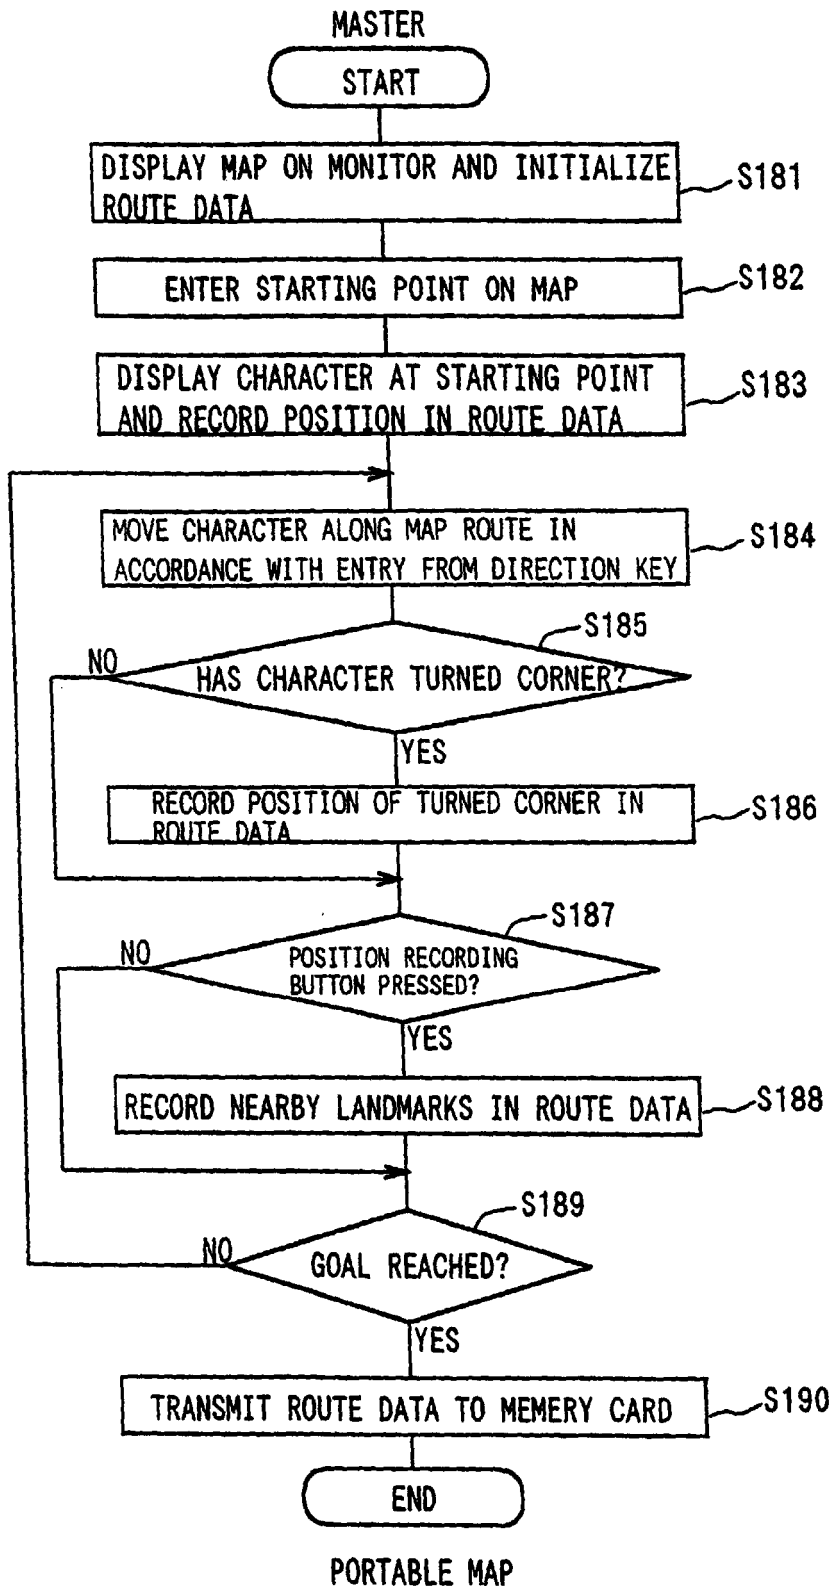 MASTER
START
DISPLAY MAP ON MONITOR AND INITIALIZE
ROUTE DATA
S181
ENTER STARTING POINT ON MAP
S182
DISPLAY CHARACTER AT STARTING POINT
AND RECORD POSITION IN ROUTE DATA
S183
MOVE CHARACTER ALONG MAP ROUTE IN
ACCORDANCE WITH ENTRY FROM DIRECTION KEY
S184
S185
NO
HAS CHARACTER TURNED CORNER?
YES
RECORD POSITION OF TURNED CORNER IN
ROUTE DATA
S186
S187
NO
POSITION RECORDING
BUTTON PRESSED?
YES
RECORD NEARBY LANDMARKS IN ROUTE DATA
S188
S189
NO
GOAL REACHED?
YES
TRANSMIT ROUTE DATA TO MEMERY CARD
S190
END
PORTABLE MAP